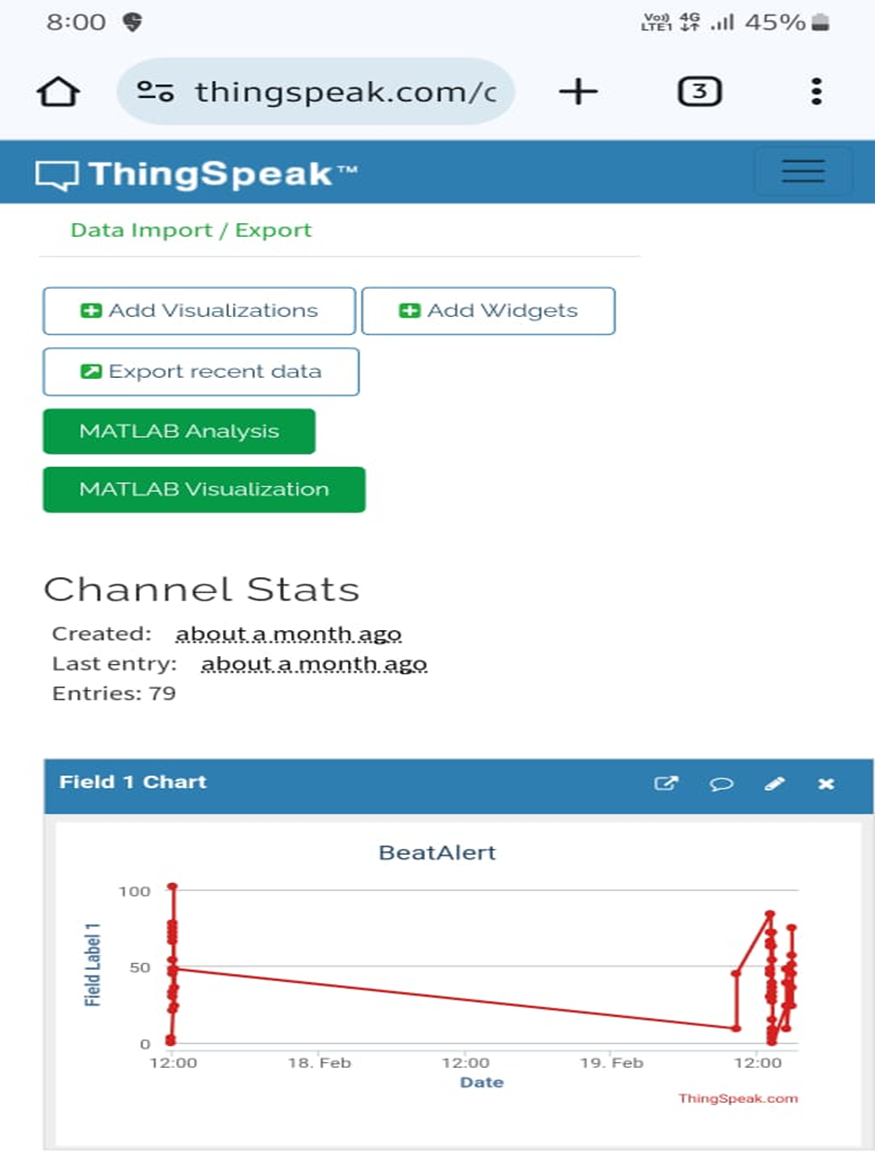 8:00 Vo)) LTE1 4G 45%
thingspeak.com/c 3
ThingSpeak™
Data Import / Export
Add Visualizations Add Widgets
Export recent data
MATLAB Analysis
MATLAB Visualization
Channel Stats
Created: about a month ago
Last entry: about a month ago
Entries: 79
Field 1 Chart
BeatAlert
Field Label 1
100
50
0
12:00 18. Feb 12:00 19. Feb 12:00
Date
ThingSpeak.com